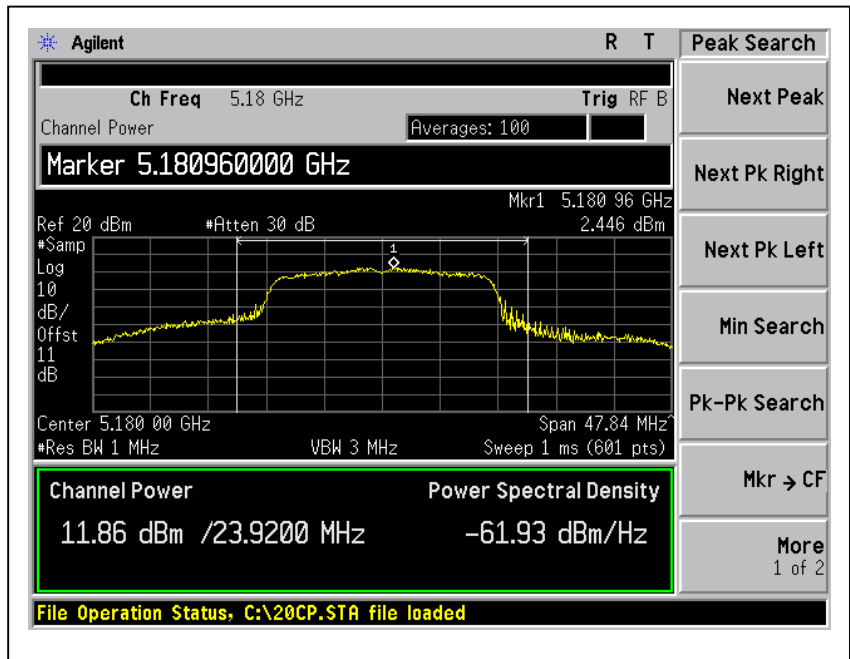 Agilent R T Peak Search
Ch Freq 5.18 GHz Trig RF B
Channel Power Averages: 100
Marker 5.180960000 GHz
Mkr1 5.180 96 GHz
Ref 20 dBm #Atten 30 dB 2.446 dBm
#Samp
Log
10
dB/
Offst
11
dB
1
Center 5.180 00 GHz Span 47.84 MHz^
#Res BW 1 MHz VBW 3 MHz Sweep 1 ms (601 pts)
Channel Power Power Spectral Density
11.86 dBm /23.9200 MHz -61.93 dBm/Hz
File Operation Status, C:\20CP.STA file loaded
Next Peak
Next Pk Right
Next Pk Left
Min Search
Pk-Pk Search
Mkr → CF
More
1 of 2